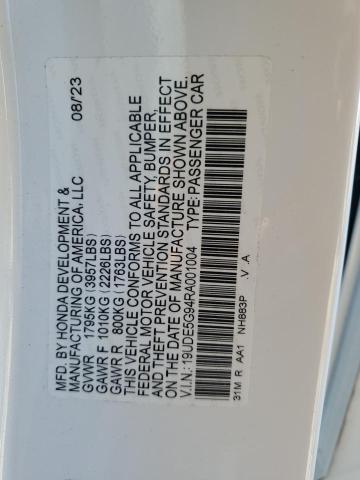 MFD. BY HONDA DEVELOPMENT & 08/23
MANUFACTURING OF AMERICA, LLC
GVWR 1795KG (3957LBS)
GAWR F 1010KG (2226LBS)
GAWR R 800KG (1763LBS)
THIS VEHICLE CONFORMS TO ALL APPLICABLE
FEDERAL MOTOR VEHICLE SAFETY, BUMPER,
AND THEFT PREVENTION STANDARDS IN EFFECT
ON THE DATE OF MANUFACTURE SHOWN ABOVE.
V.I.N.:19UDE5G94RA001004 TYPE:PASSENGER CAR
31M R AA1 NH883P .V .A